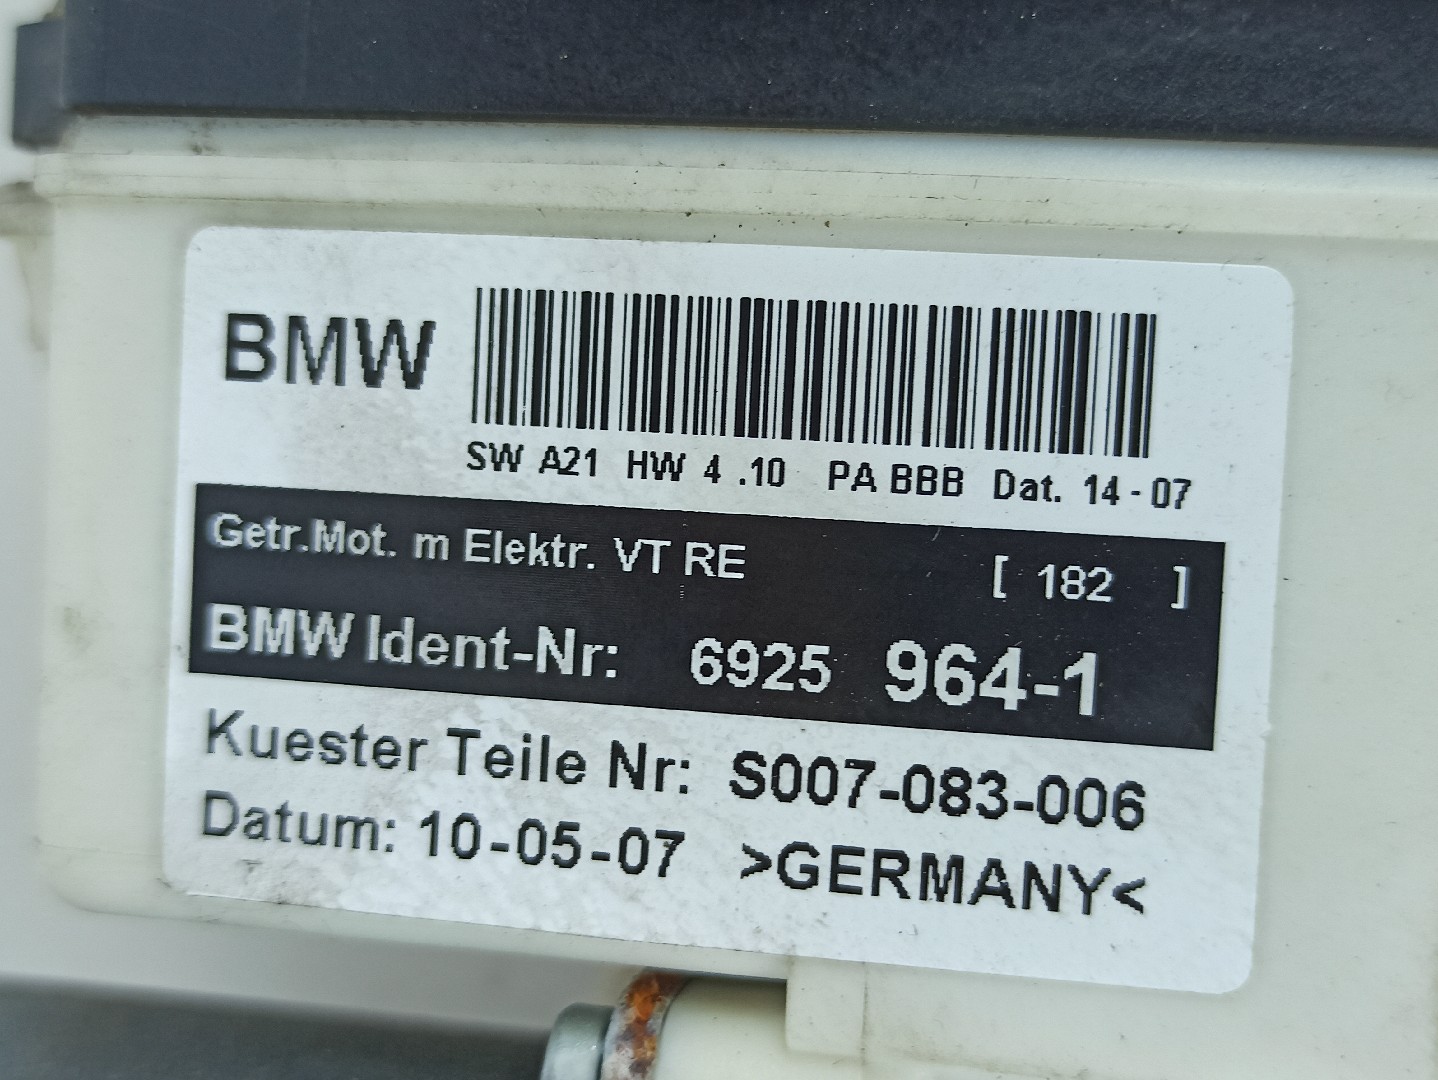 BMW
SW A21 HW 4 .10 PA BBB Dat. 14 - 07
Getr.Mot. m Elektr. VT RE [ 182 ]
BMW Ident-Nr: 6925 964-1
Kuester Teile Nr: S007-083-006
Datum: 10-05-07 >GERMANY<